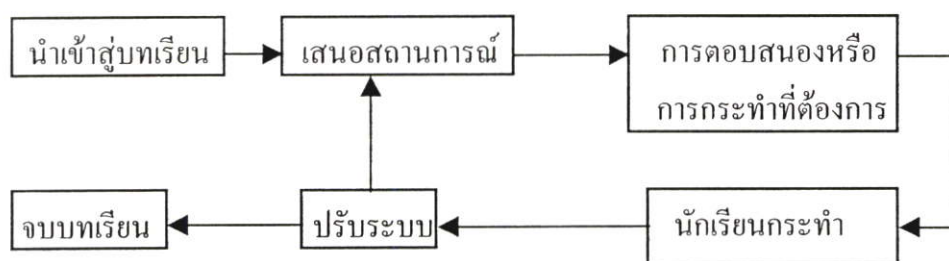 นำเข้าสู่บทเรียน
เสนอสถานการณ์
การตอบสนองหรือ
การกระทำที่ต้องการ
จบบทเรียน
ปรับระบบ
นักเรียนกระทำ